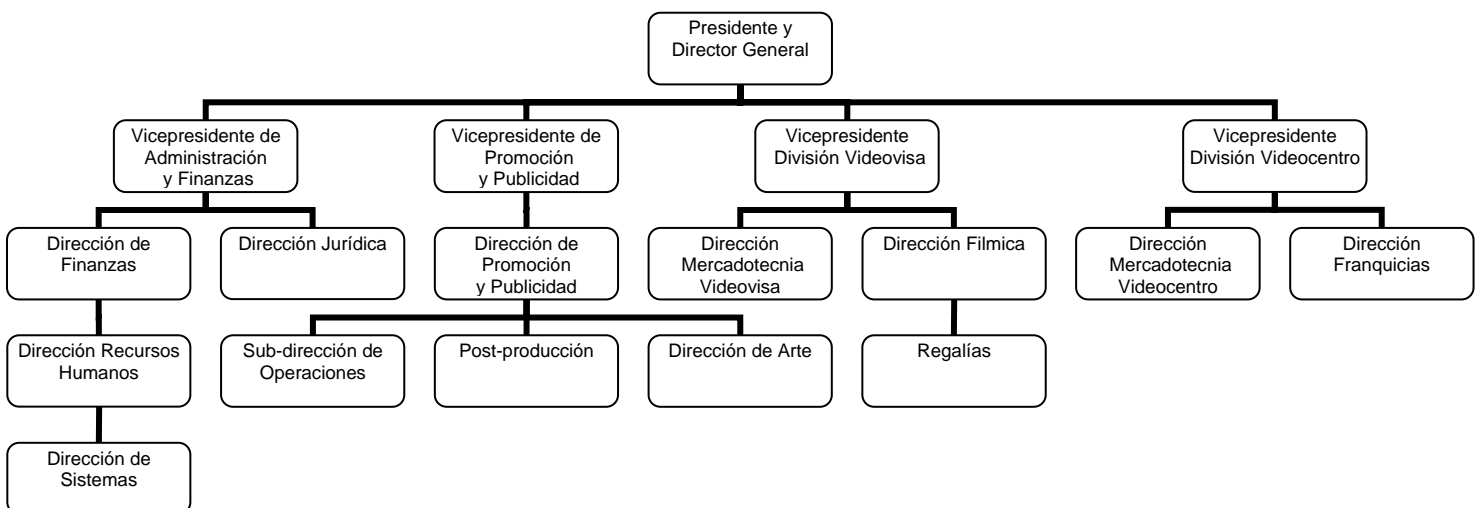 Presidente y
Director General
Vicepresidente de
Administración
y Finanzas
Vicepresidente de
Promoción
y Publicidad
Vicepresidente
División Videovisa
Vicepresidente
División Videocentro
Dirección de
Finanzas
Dirección Jurídica
Dirección de
Promoción
y Publicidad
Dirección
Mercadotecnia
Videovisa
Dirección Filmica
Dirección
Mercadotecnia
Videocentro
Dirección
Franquicias
Dirección Recursos
Humanos
Sub-dirección de
Operaciones
Post-producción
Dirección de Arte
Regalías
Dirección de
Sistemas